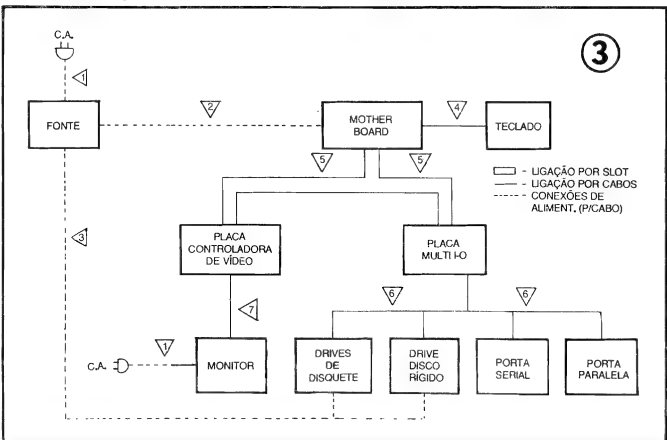 C.A.
3
1
FONTE
2
MOTHER
BOARD
4
TECLADO
5
5
- LIGAÇÃO POR SLOT
- LIGAÇÃO POR CABOS
- CONEXÕES DE
ALIMENT. (P/CABO)
3
PLACA
CONTROLADORA
DE VÍDEO
PLACA
MULTI I-O
7
6
6
C.A.
1
MONITOR
DRIVES
DE
DISQUETE
DRIVE
DISCO
RÍGIDO
PORTA
SERIAL
PORTA
PARALELA